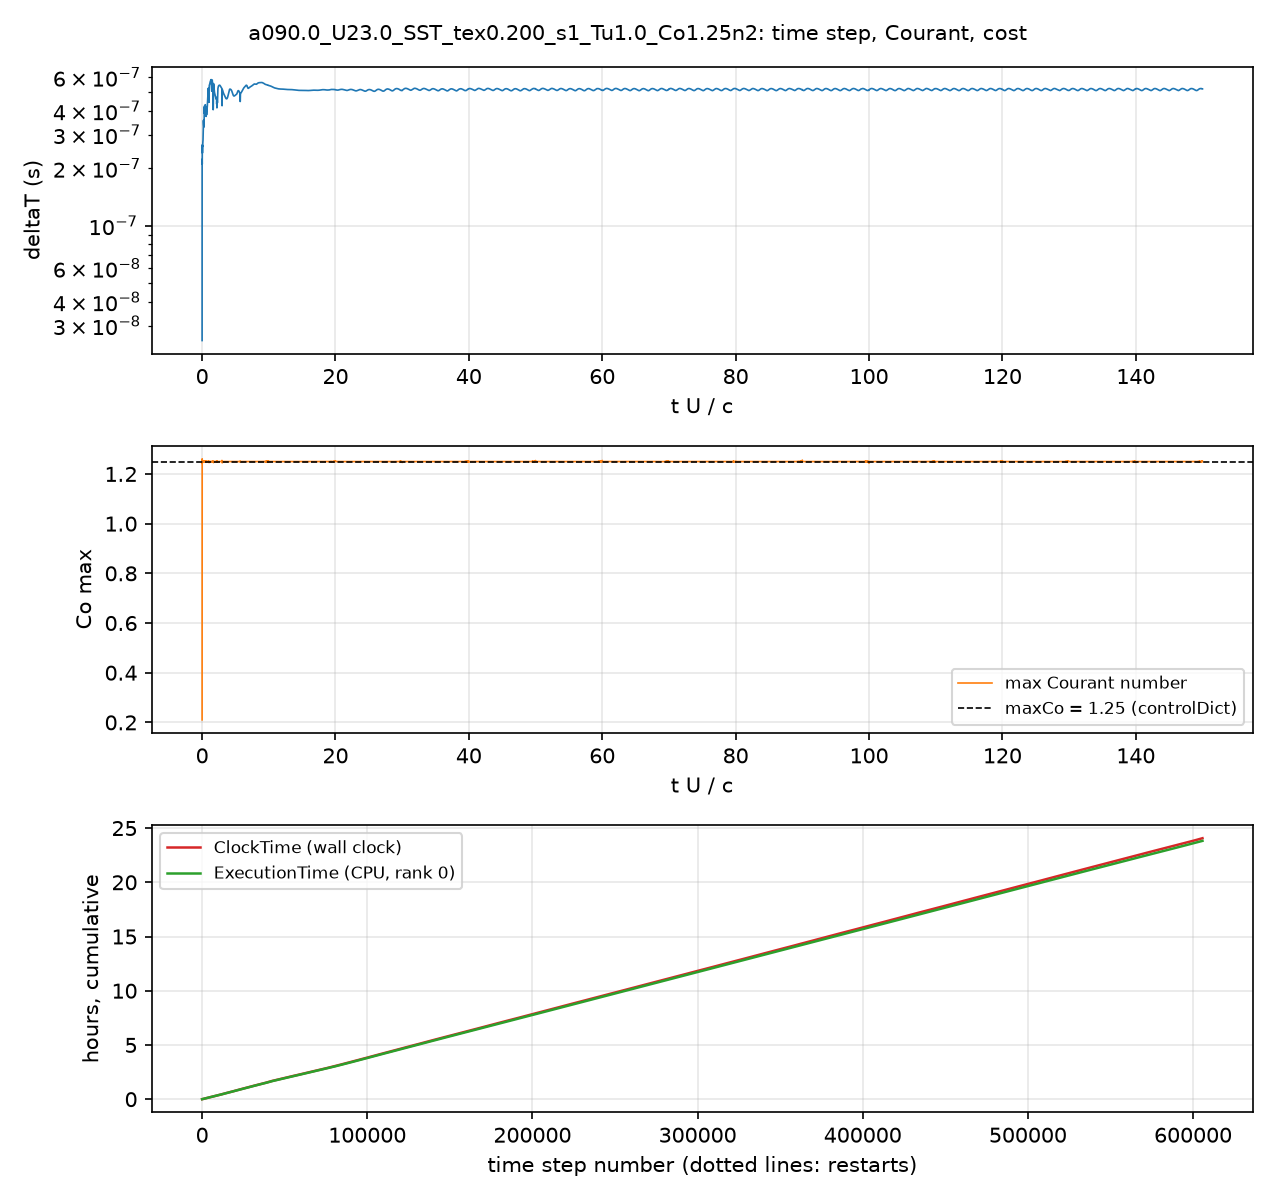 a090.0_U23.0_SST_tex0.200_s1_Tu1.0_Co1.25n2: time step, Courant, cost
deltaT (s)
6 × 10⁻⁷
4 × 10⁻⁷
3 × 10⁻⁷
2 × 10⁻⁷
10⁻⁷
6 × 10⁻⁸
4 × 10⁻⁸
3 × 10⁻⁸
0 20 40 60 80 100 120 140
t U / c
Co max
1.2
1.0
0.8
0.6
0.4
0.2
max Courant number
maxCo = 1.25 (controlDict)
0 20 40 60 80 100 120 140
t U / c
hours, cumulative
25
20
15
10
5
0
ClockTime (wall clock)
ExecutionTime (CPU, rank 0)
0 100000 200000 300000 400000 500000 600000
time step number (dotted lines: restarts)